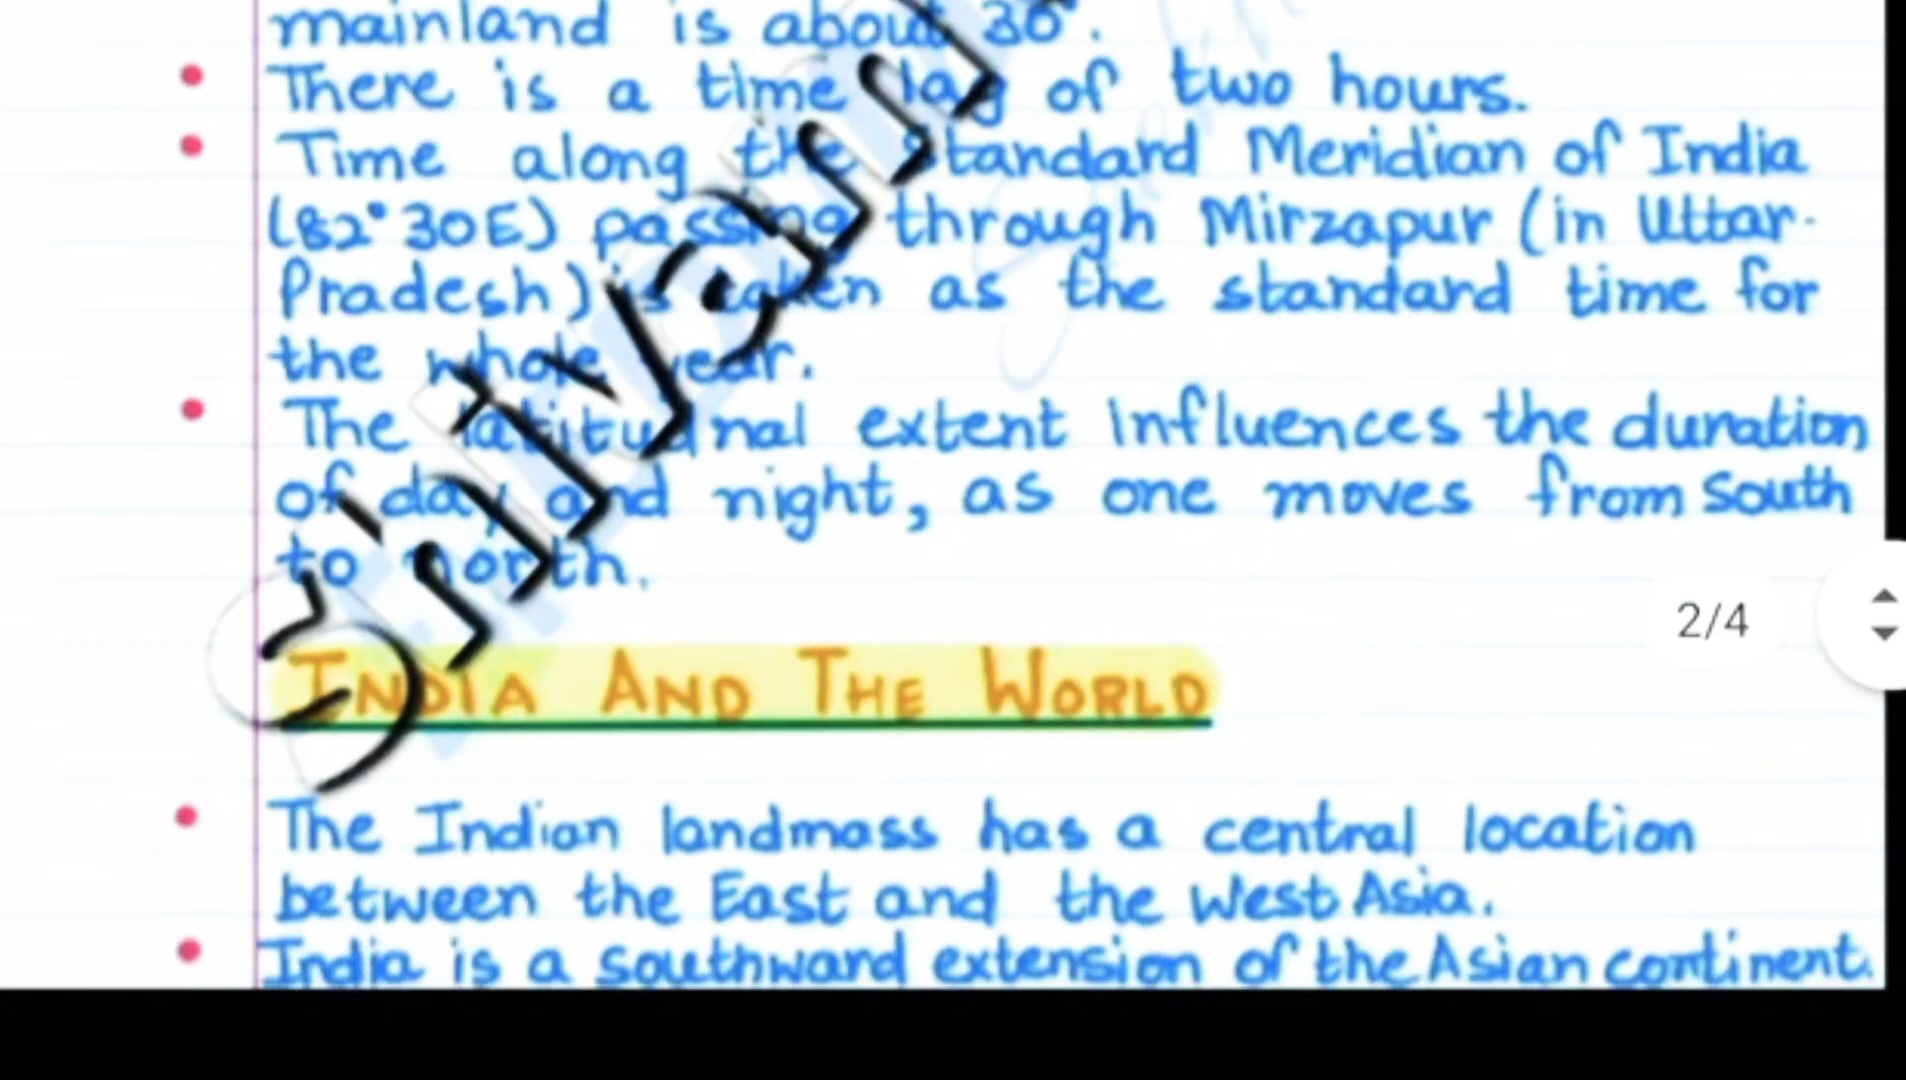 mainland is about 30°.
• There is a time lag of two hours.
• Time along the Standard Meridian of India
(82°30E) passing through Mirzapur (in Uttar-
Pradesh) is taken as the standard time for
the whole year.
• The latitudnal extent influences the duration
of day and night, as one moves from South
to north.
2/4
INDIA AND THE WORLD
• The Indian landmass has a central location
between the East and the West Asia.
• India is a southward extension of the Asian continent.
Shivam